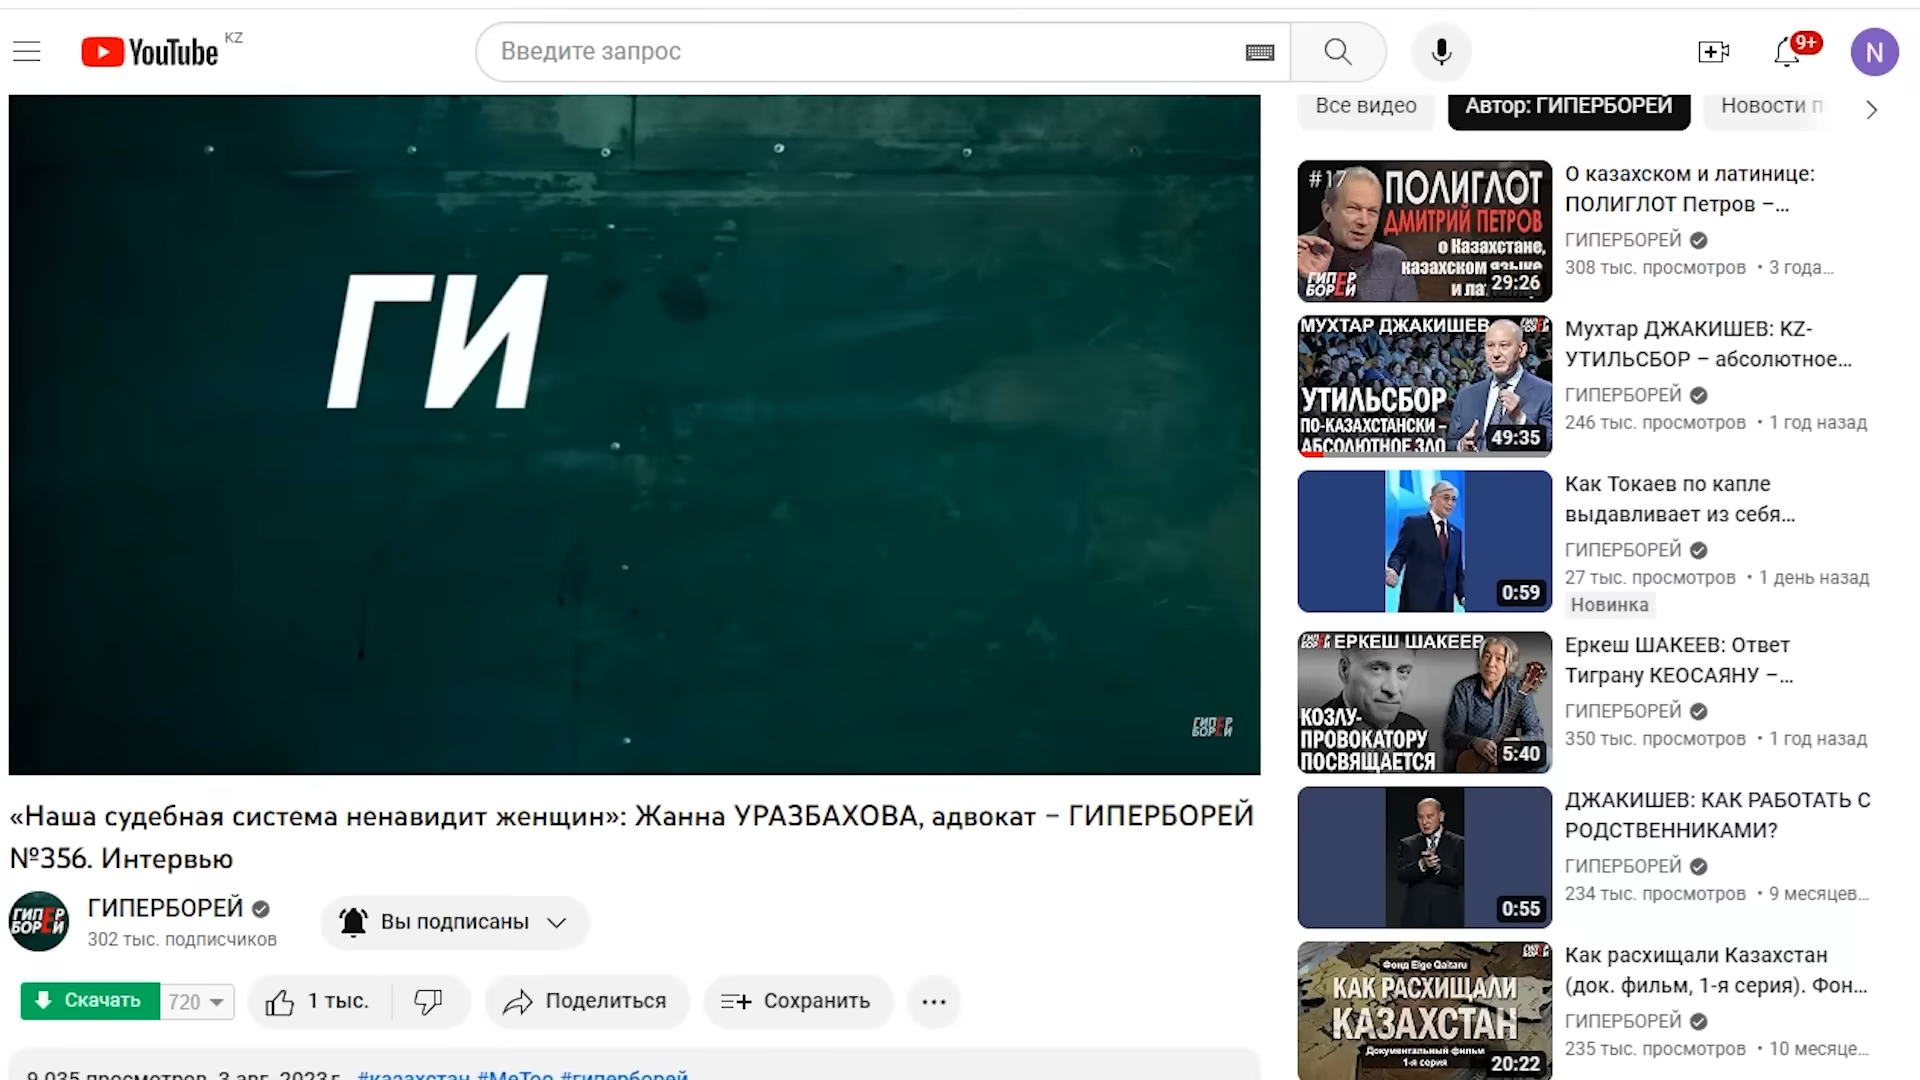 YouTube KZ
Введите запрос
9+
N
ГИ
ГИПЕР
БОРЕЙ
«Наша судебная система ненавидит женщин»: Жанна УРАЗБАХОВА, адвокат – ГИПЕРБОРЕЙ
№356. Интервью
ГИПЕР
БОРЕЙ
ГИПЕРБОРЕЙ
302 тыс. подписчиков
Вы подписаны
Скачать 720
1 тыс.
Поделиться
Сохранить
9 035 просмотров 3 авг. 2023 г. #казахстан #MeToo #гиперборей
Все видео
Автор: ГИПЕРБОРЕЙ
Новости
#17
ПОЛИГЛОТ
ДМИТРИЙ ПЕТРОВ
о Казахстане,
казахском языке
и
ГИПЕР
БОРЕЙ
29:26
О казахском и латинице:
ПОЛИГЛОТ Петров –...
ГИПЕРБОРЕЙ
308 тыс. просмотров • 3 года...
МУХТАР ДЖАКИШЕВ
УТИЛЬСБОР
ПО-КАЗАХСТАНСКИ –
АБСОЛЮТНОЕ ЗЛО
49:35
Мухтар ДЖАКИШЕВ: KZ-
УТИЛЬСБОР – абсолютное...
ГИПЕРБОРЕЙ
246 тыс. просмотров • 1 год назад
0:59
Как Токаев по капле
выдавливает из себя...
ГИПЕРБОРЕЙ
27 тыс. просмотров • 1 день назад
Новинка
ЕРКЕШ ШАКЕЕВ
КОЗЛУ-
ПРОВОКАТОРУ
ПОСВЯЩАЕТСЯ
5:40
Еркеш ШАКЕЕВ: Ответ
Тиграну КЕОСАЯНУ –...
ГИПЕРБОРЕЙ
350 тыс. просмотров • 1 год назад
0:55
ДЖАКИШЕВ: КАК РАБОТАТЬ С
РОДСТВЕННИКАМИ?
ГИПЕРБОРЕЙ
234 тыс. просмотров • 9 месяцев...
Фонд Elge Qaitaru
КАК РАСХИЩАЛИ
КАЗАХСТАН
Документальный фильм
1-я серия
20:22
Как расхищали Казахстан
(док. фильм, 1-я серия). Фон...
ГИПЕРБОРЕЙ
235 тыс. просмотров • 10 месяце...